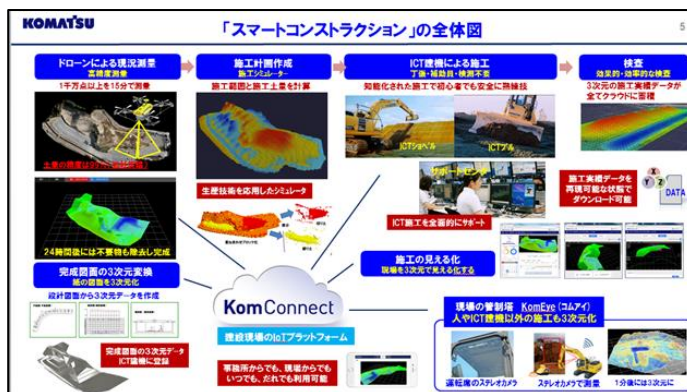 KOMATSU
「スマートコンストラクション」の全体図
5
ドローンによる現況測量
高精度測量
1千万点以上を15分で測量
24時間後には不要物も除去し完成
施工計画作成
施工シミュレーター
施工範囲と施工土量を計算
生産技術を応用したシミュレータ
ICT建機による施工
丁張・補助員・検測不要
知能化された施工で初心者でも安全に熟練技
ICTショベル
ICTブル
サポートセンタ
ICT施工を全面的にサポート
検査
効果的・効率的な検査
3次元の施工実績データが
全てクラウドに蓄積
施工実績データを
再現可能な状態で
ダウンロード可能
X
Y
Z
DATA
施工の見える化
現場を3次元で見える化する
完成図面の3次元変換
紙の図面を3次元化
設計図面から3次元データを作成
完成図面の3次元データ
ICT建機に登録
KomConnect
建設現場のIoTプラットフォーム
事務所からでも、現場からでも
いつでも、だれでも利用可能
現場の管制塔 KomEye(コムアイ)
人やICT建機以外の施工も3次元化
運転席のステレオカメラ
ステレオカメラで測量
1分後には3次元に